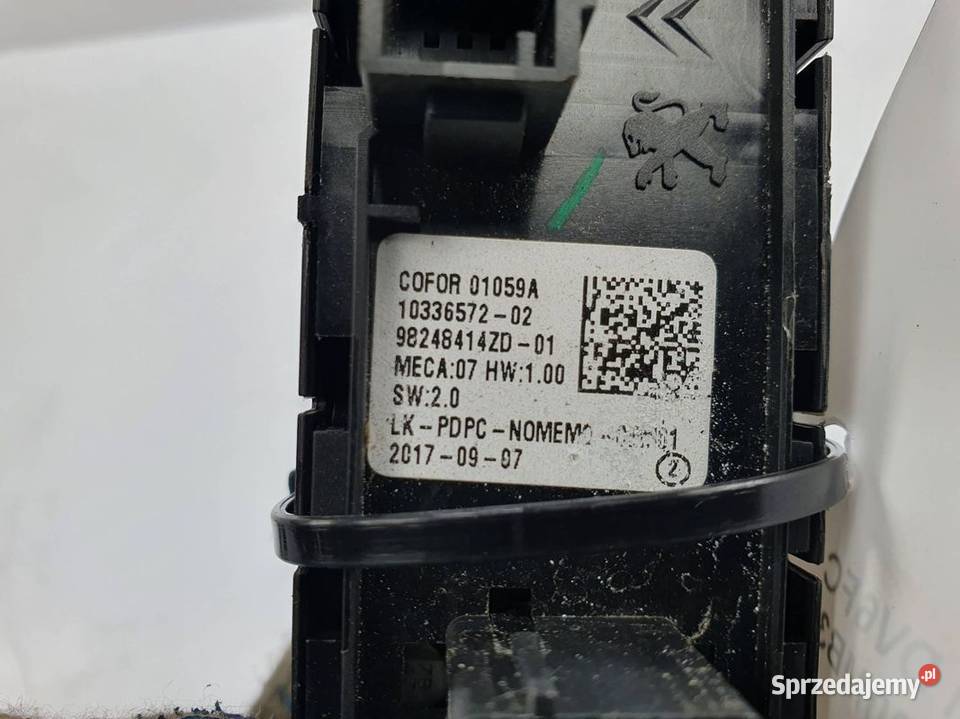 COFOR 01059A
10336572-02
98248414ZD-01
MECA:07 HW:1.00
SW:2.0
LK-PDPC-NOMEM
2017-09-07
2
Sprzedajemy.pl